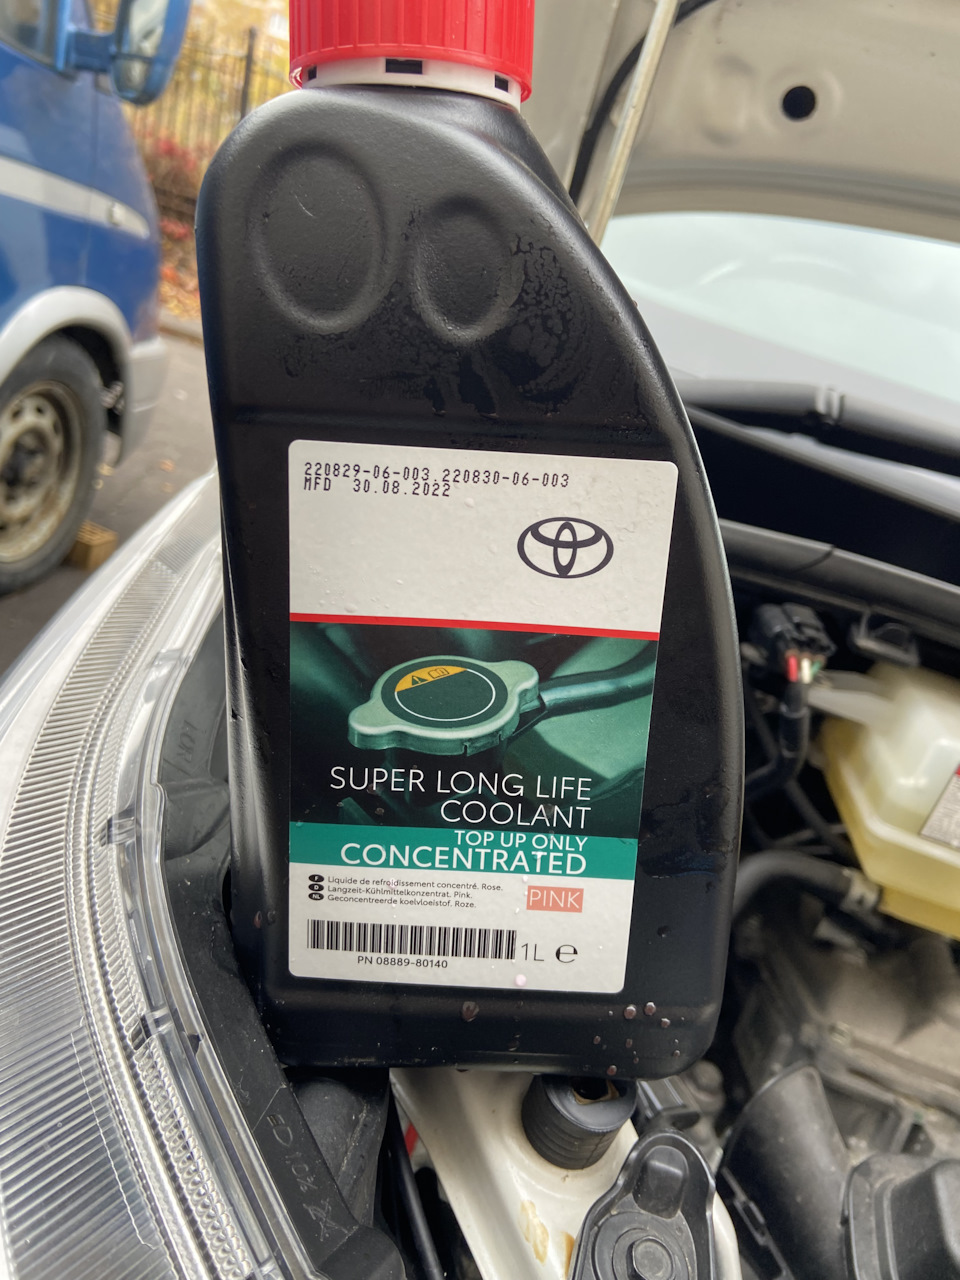 220829-06-003 220830-06-003
MFD 30.08.2022
SUPER LONG LIFE
COOLANT
TOP UP ONLY
CONCENTRATED
F Liquide de refroidissement concentré. Rose.
D Langzeit-Kühlmittelkonzentrat. Pink.
NL Geconcentreerde koelvloeistof. Roze.
PINK
1L e
PN 08889-80140